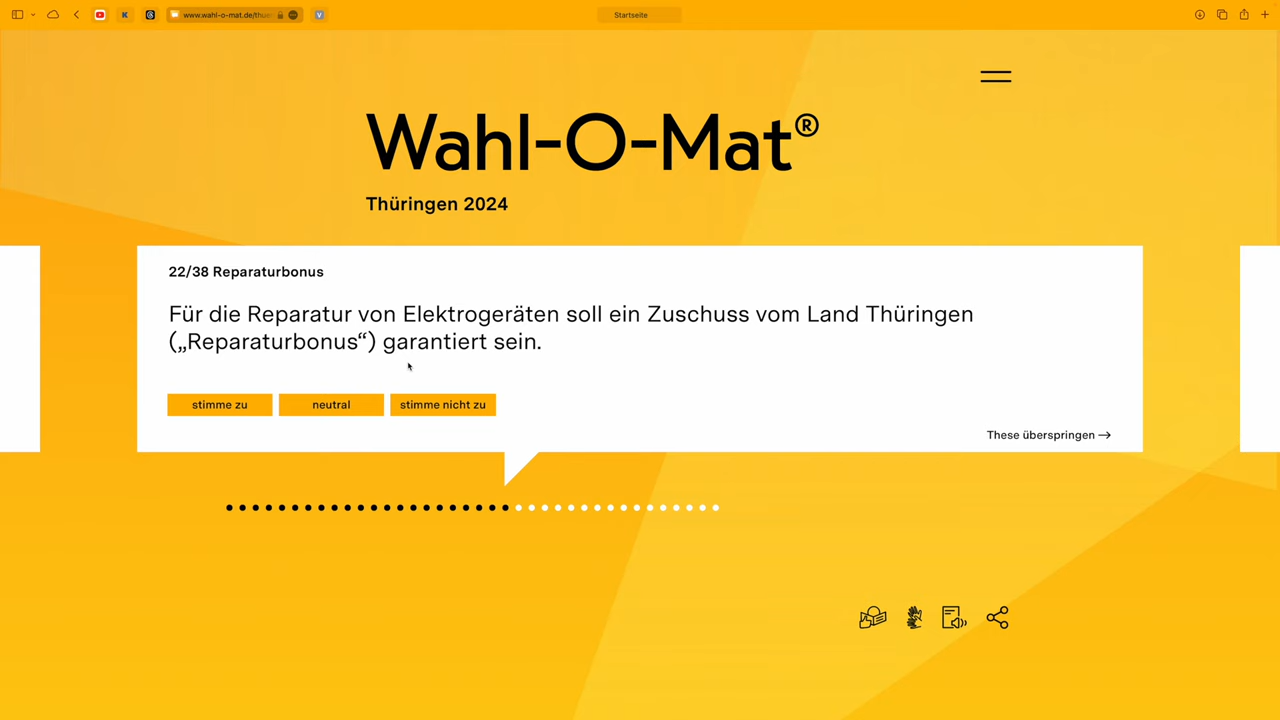 www.wahl-o-mat.de/thue
Startseite
Wahl-O-Mat®
Thüringen 2024
22/38 Reparaturbonus
Für die Reparatur von Elektrogeräten soll ein Zuschuss vom Land Thüringen
(„Reparaturbonus“) garantiert sein.
stimme zu
neutral
stimme nicht zu
These überspringen →